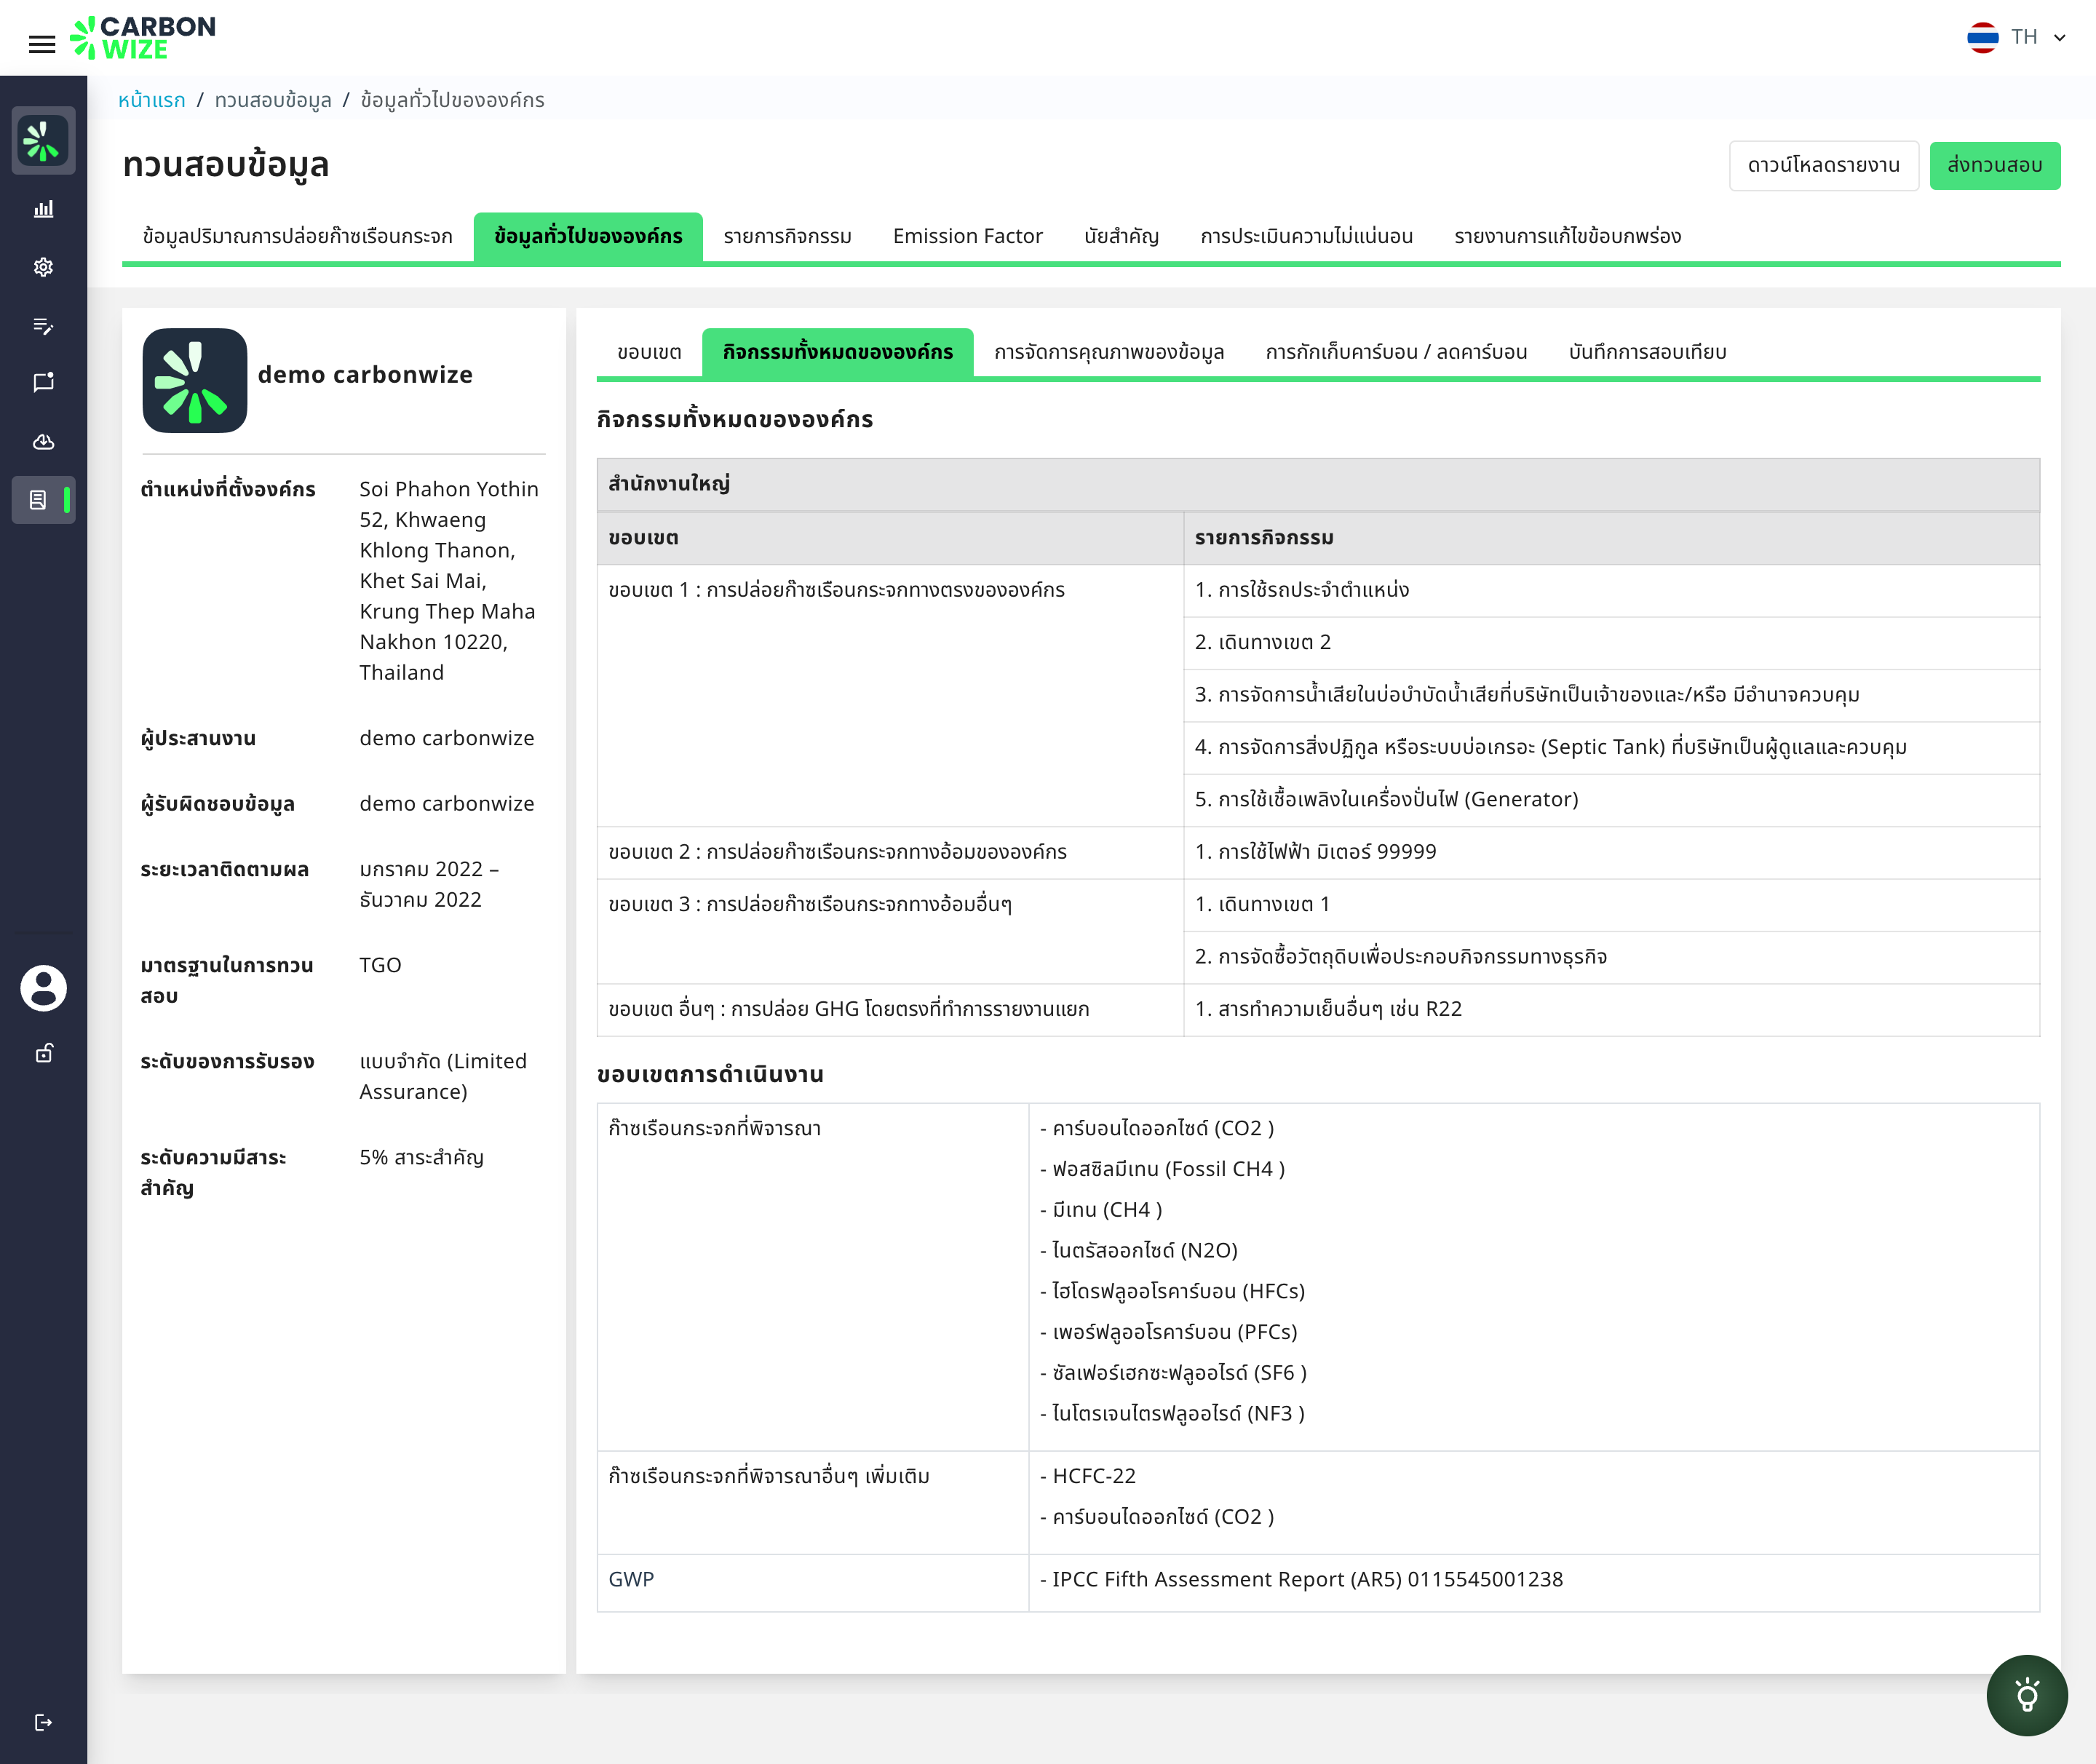 CARBON
WIZE
TH
หน้าแรก / ทวนสอบข้อมูล / ข้อมูลทั่วไปขององค์กร
ทวนสอบข้อมูล
ดาวน์โหลดรายงาน
ส่งทวนสอบ
ข้อมูลปริมาณการปล่อยก๊าซเรือนกระจก
ข้อมูลทั่วไปขององค์กร
รายการกิจกรรม
Emission Factor
นัยสำคัญ
การประเมินความไม่แน่นอน
รายงานการแก้ไขข้อบกพร่อง
demo carbonwize
ตำแหน่งที่ตั้งองค์กร
Soi Phahon Yothin
52, Khwaeng
Khlong Thanon,
Khet Sai Mai,
Krung Thep Maha
Nakhon 10220,
Thailand
ผู้ประสานงาน
demo carbonwize
ผู้รับผิดชอบข้อมูล
demo carbonwize
ระยะเวลาติดตามผล
มกราคม 2022 –
ธันวาคม 2022
มาตรฐานในการทวน
สอบ
TGO
ระดับของการรับรอง
แบบจำกัด (Limited
Assurance)
ระดับความมีสาระ
สำคัญ
5% สาระสำคัญ
ขอบเขต
กิจกรรมทั้งหมดขององค์กร
การจัดการคุณภาพของข้อมูล
การกักเก็บคาร์บอน / ลดคาร์บอน
บันทึกการสอบเทียบ
กิจกรรมทั้งหมดขององค์กร
สำนักงานใหญ่
ขอบเขต
รายการกิจกรรม
ขอบเขต 1 : การปล่อยก๊าซเรือนกระจกทางตรงขององค์กร
1. การใช้รถประจำตำแหน่ง
2. เดินทางเขต 2
3. การจัดการน้ำเสียในบ่อบำบัดน้ำเสียที่บริษัทเป็นเจ้าของและ/หรือ มีอำนาจควบคุม
4. การจัดการสิ่งปฏิกูล หรือระบบบ่อเกรอะ (Septic Tank) ที่บริษัทเป็นผู้ดูแลและควบคุม
5. การใช้เชื้อเพลิงในเครื่องปั่นไฟ (Generator)
ขอบเขต 2 : การปล่อยก๊าซเรือนกระจกทางอ้อมขององค์กร
1. การใช้ไฟฟ้า มิเตอร์ 99999
ขอบเขต 3 : การปล่อยก๊าซเรือนกระจกทางอ้อมอื่นๆ
1. เดินทางเขต 1
2. การจัดซื้อวัตถุดิบเพื่อประกอบกิจกรรมทางธุรกิจ
ขอบเขต อื่นๆ : การปล่อย GHG โดยตรงที่ทำการรายงานแยก
1. สารทำความเย็นอื่นๆ เช่น R22
ขอบเขตการดำเนินงาน
ก๊าซเรือนกระจกที่พิจารณา
- คาร์บอนไดออกไซด์ (CO2 )
- ฟอสซิลมีเทน (Fossil CH4 )
- มีเทน (CH4 )
- ไนตรัสออกไซด์ (N2O)
- ไฮโดรฟลูออโรคาร์บอน (HFCs)
- เพอร์ฟลูออโรคาร์บอน (PFCs)
- ซัลเฟอร์เฮกซะฟลูออไรด์ (SF6 )
- ไนโตรเจนไตรฟลูออไรด์ (NF3 )
ก๊าซเรือนกระจกที่พิจารณาอื่นๆ เพิ่มเติม
- HCFC-22
- คาร์บอนไดออกไซด์ (CO2 )
GWP
- IPCC Fifth Assessment Report (AR5) 0115545001238